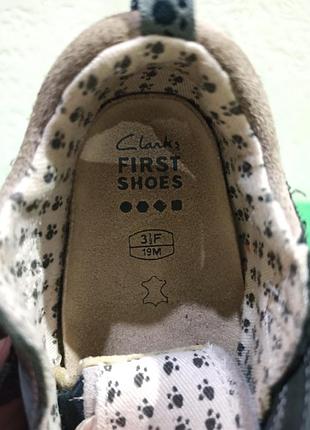 Clarks
FIRST
SHOES
3½F
19M